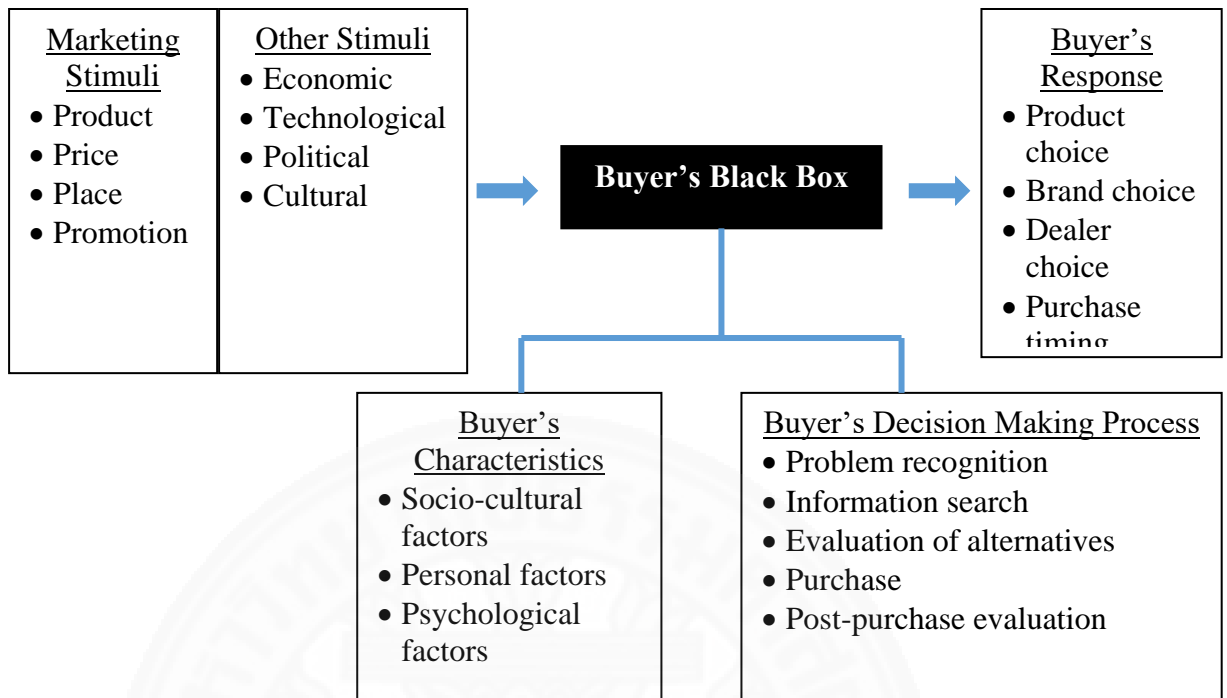 Marketing
Stimuli
• Product
• Price
• Place
• Promotion
Other Stimuli
• Economic
• Technological
• Political
• Cultural
Buyer’s Black Box
Buyer’s
Response
• Product
choice
• Brand choice
• Dealer
choice
• Purchase
timing
Buyer’s
Characteristics
• Socio-cultural
factors
• Personal factors
• Psychological
factors
Buyer’s Decision Making Process
• Problem recognition
• Information search
• Evaluation of alternatives
• Purchase
• Post-purchase evaluation